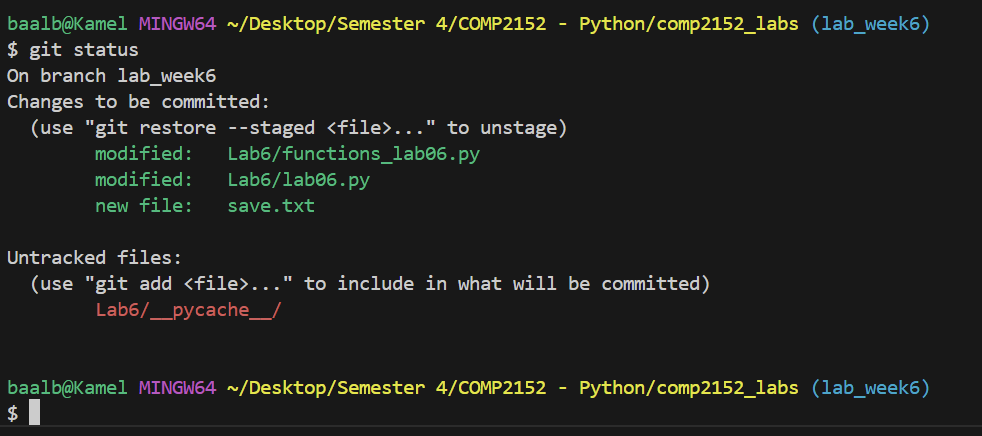 baalb@Kamel MINGW64 ~/Desktop/Semester 4/COMP2152 - Python/comp2152_labs (lab_week6)
$ git status
On branch lab_week6
Changes to be committed:
  (use "git restore --staged <file>..." to unstage)
        modified:   Lab6/functions_lab06.py
        modified:   Lab6/lab06.py
        new file:   save.txt

Untracked files:
  (use "git add <file>..." to include in what will be committed)
        Lab6/__pycache__/

baalb@Kamel MINGW64 ~/Desktop/Semester 4/COMP2152 - Python/comp2152_labs (lab_week6)
$